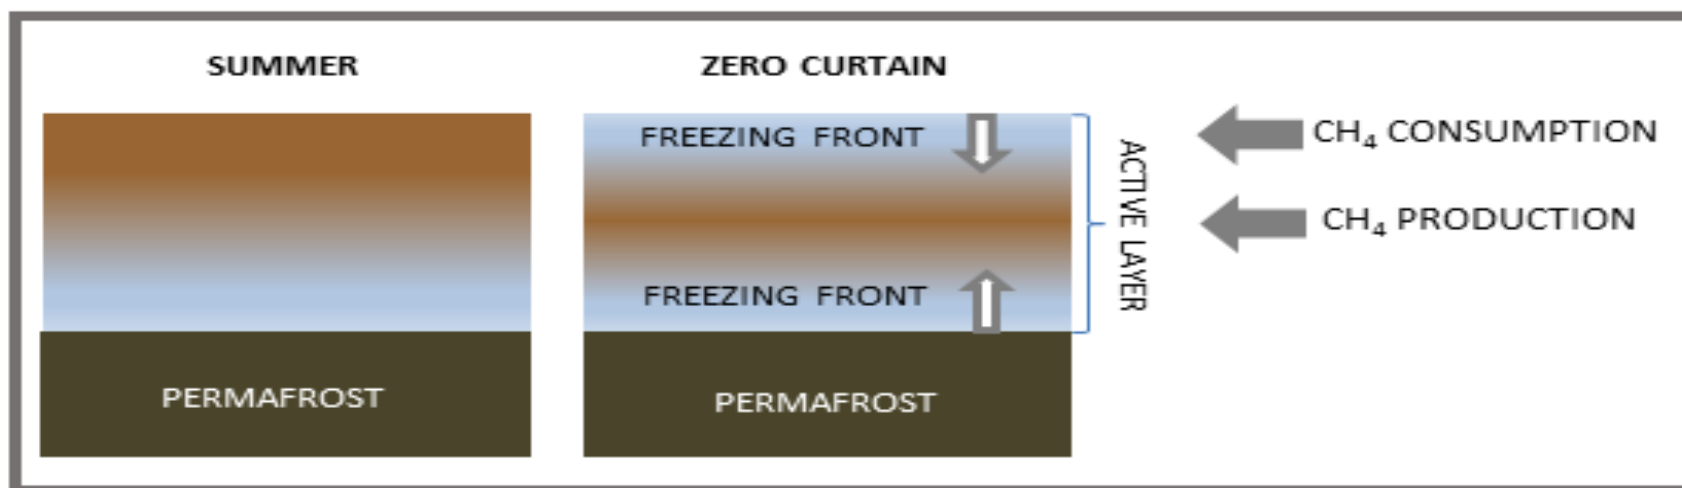 SUMMER
ZERO CURTAIN
FREEZING FRONT
FREEZING FRONT
ACTIVE LAYER
CH₄ CONSUMPTION
CH₄ PRODUCTION
PERMAFROST
PERMAFROST